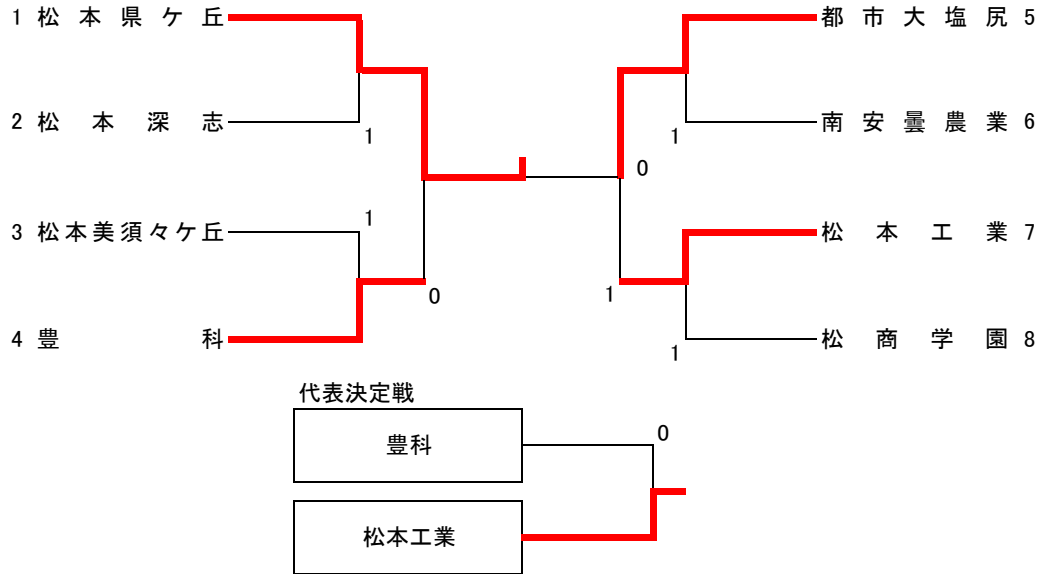 1 松本県ケ丘
都市大塩尻 5
2 松本深志
1
1
南安曇農業 6
0
3 松本美須々ケ丘
1
松本工業 7
0
1
4 豊科
1
松商学園 8
代表決定戦
豊科
0
松本工業